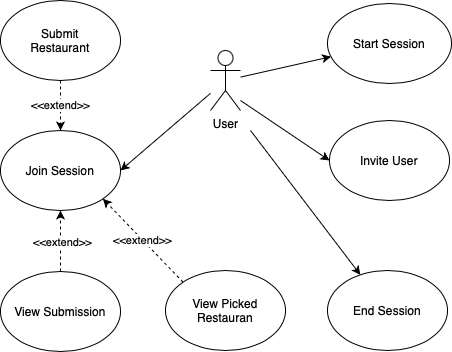 Submit
Restaurant
Start Session
<<extend>>
User
Join Session
Invite User
<<extend>>
<<extend>>
View Submission
View Picked
Restauran
End Session